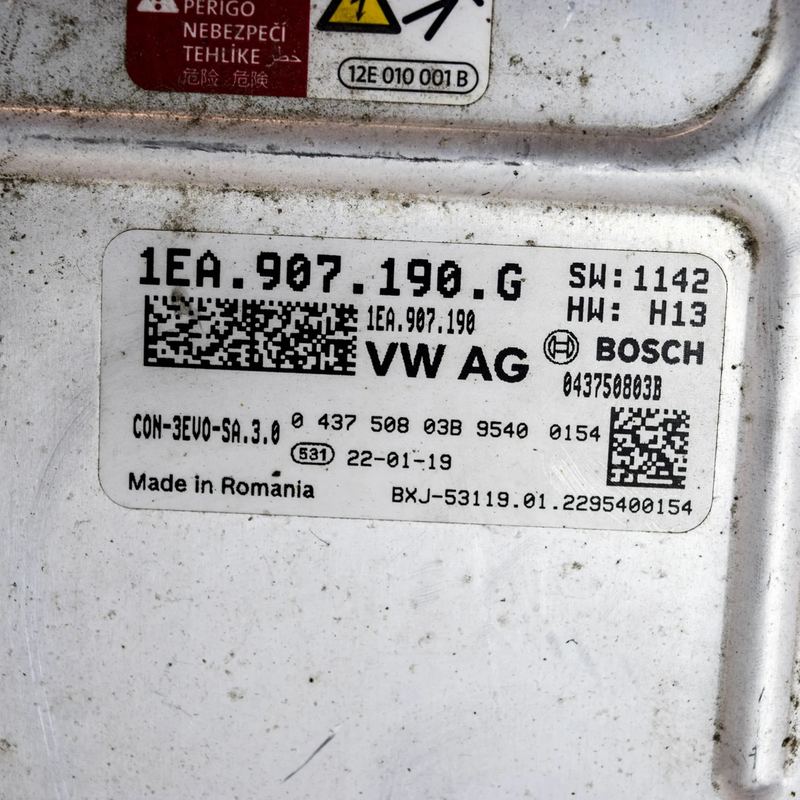 PERIGO
NEBEZPEČÍ
TEHLİKE خطر
危险 危険
12E 010 001 B
1EA.907.190.G
SW:1142
HW: H13
1EA.907.190
VW AG
BOSCH
043750803B
CON-3EVO-SA.3.0
0 437 508 03B 9540 0154
531 22-01-19
Made in Romania
BXJ-53119.01.2295400154